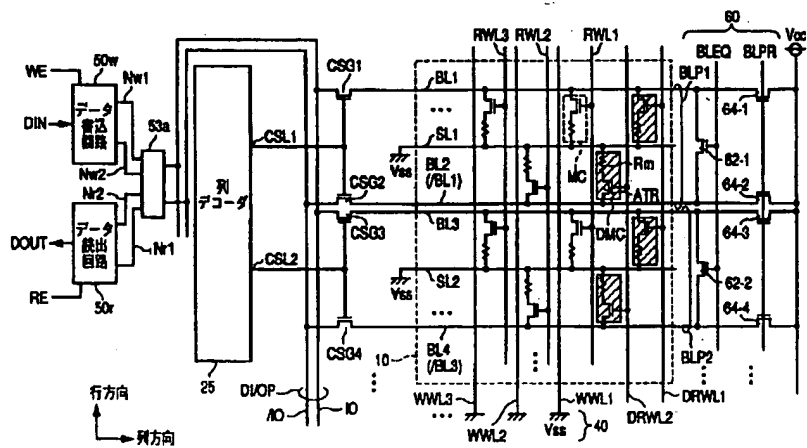 60
RWL3
RWL2
RWL1
BLEQ
BLPR
Vcc
50w
WE
Nw1
CSG1
BL1
BLP1
DIN
データ
書込
回路
53a
SL1
64-1
CSL1
Vss
MC
Rm
62-1
Nw2
列
デコーダ
BL2
(/BL1)
ATR
64-2
Nr2
CSG2
DMC
CSG3
BL3
64-3
DOUT
データ
読出
回路
Nr1
CSL2
SL2
Vss
62-2
RE
50r
64-4
CSG4
BL4
(/BL3)
BLP2
10
25
行方向
列方向
DI/OP
/IO
IO
WWL3
WWL2
WWL1
Vss
40
DRWL2
DRWL1